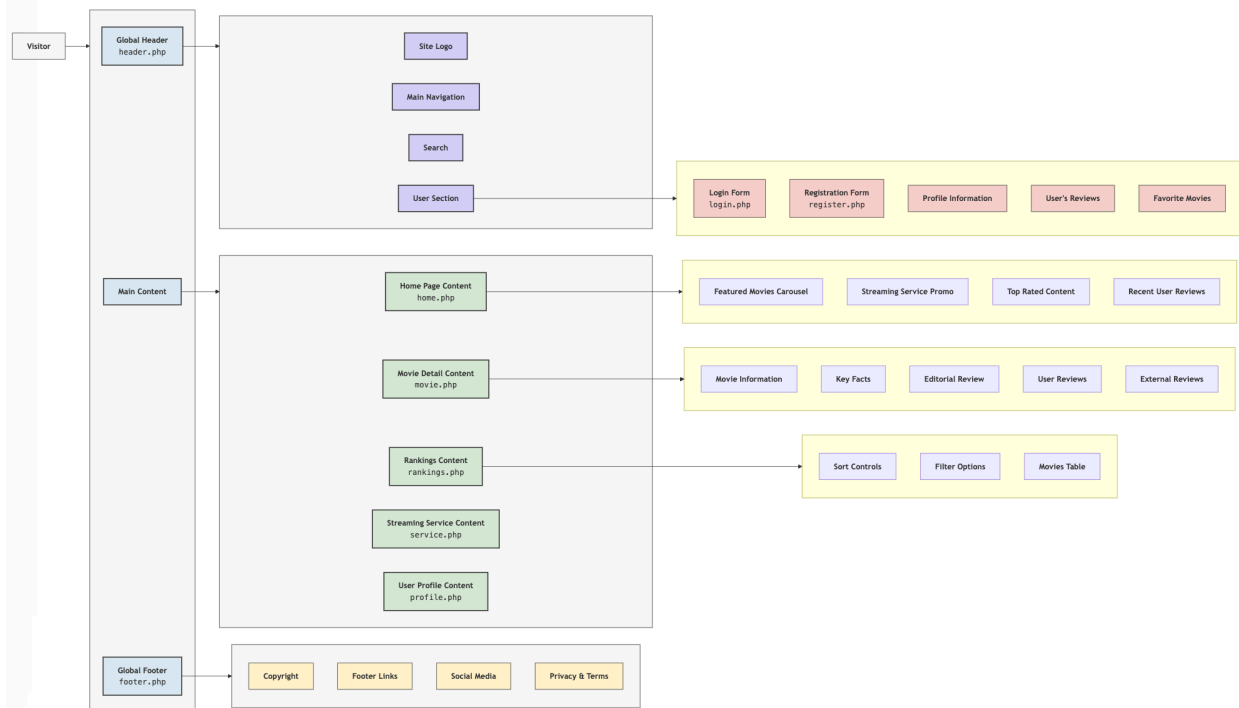 Visitor
Global Header
header.php
Site Logo
Main Navigation
Search
User Section
Login Form
login.php
Registration Form
register.php
Profile Information
User's Reviews
Favorite Movies
Main Content
Home Page Content
home.php
Featured Movies Carousel
Streaming Service Promo
Top Rated Content
Recent User Reviews
Movie Detail Content
movie.php
Movie Information
Key Facts
Editorial Review
User Reviews
External Reviews
Rankings Content
rankings.php
Sort Controls
Filter Options
Movies Table
Streaming Service Content
service.php
User Profile Content
profile.php
Global Footer
footer.php
Copyright
Footer Links
Social Media
Privacy & Terms